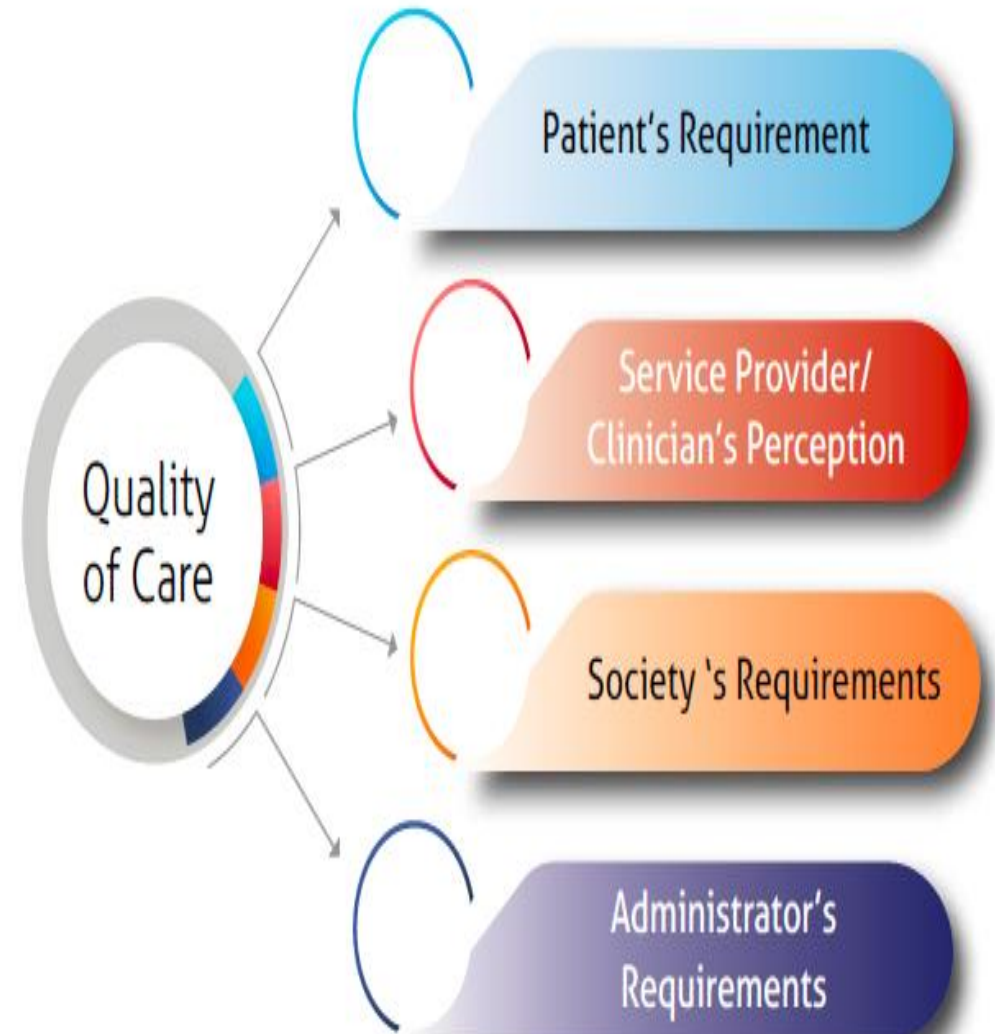 Quality
of Care
Patient's Requirement
Service Provider/
Clinician's Perception
Society 's Requirements
Administrator's
Requirements